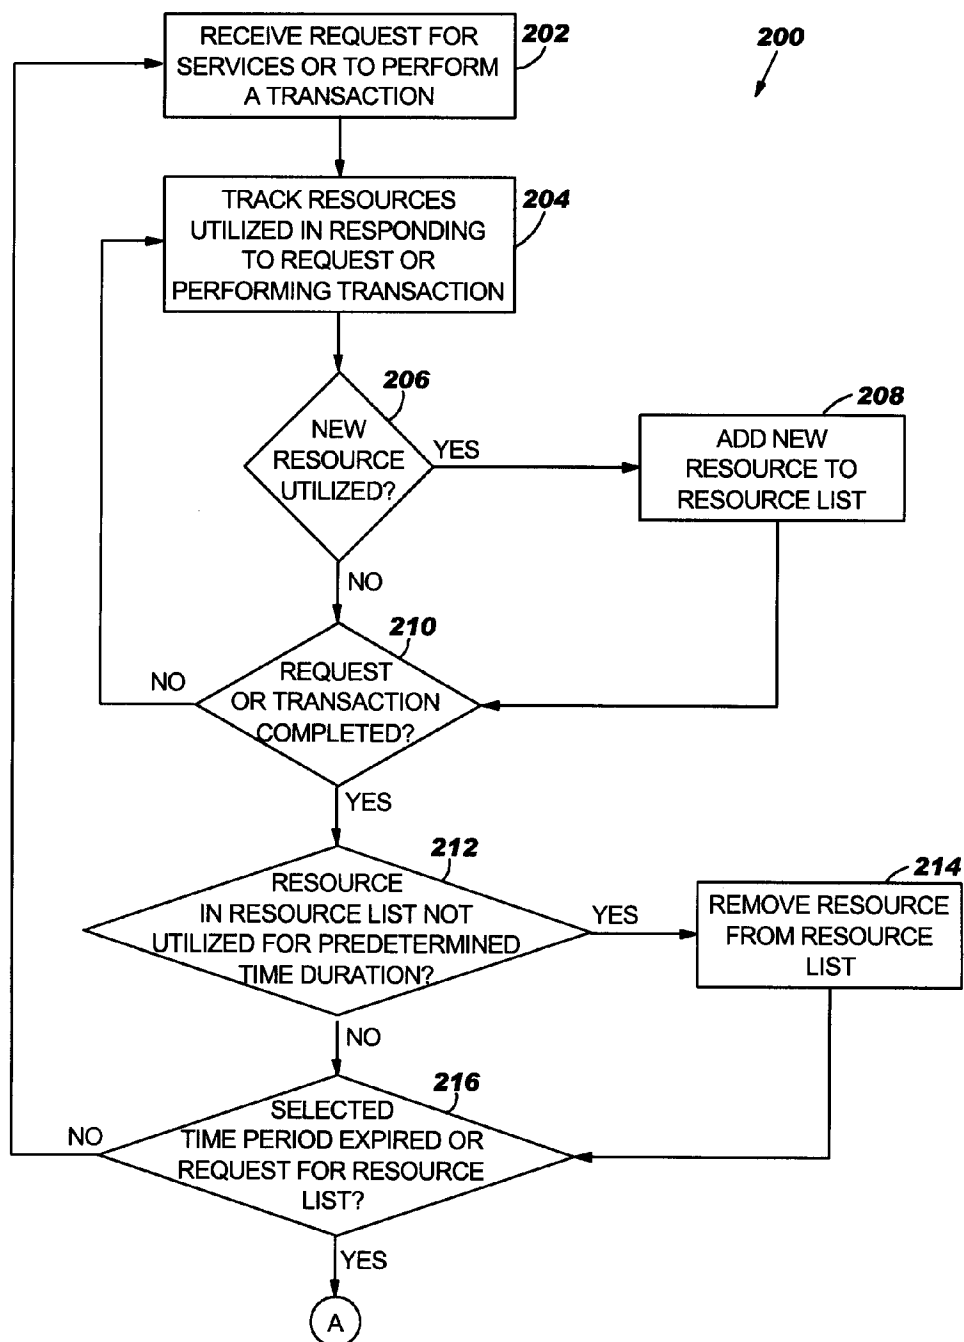 RECEIVE REQUEST FOR
SERVICES OR TO PERFORM
A TRANSACTION
202
200
TRACK RESOURCES
UTILIZED IN RESPONDING
TO REQUEST OR
PERFORMING TRANSACTION
204
206
NEW
RESOURCE
UTILIZED?
YES
208
ADD NEW
RESOURCE TO
RESOURCE LIST
NO
210
REQUEST
OR TRANSACTION
COMPLETED?
NO
YES
212
RESOURCE
IN RESOURCE LIST NOT
UTILIZED FOR PREDETERMINED
TIME DURATION?
YES
214
REMOVE RESOURCE
FROM RESOURCE
LIST
NO
216
SELECTED
TIME PERIOD EXPIRED OR
REQUEST FOR RESOURCE
LIST?
NO
YES
A